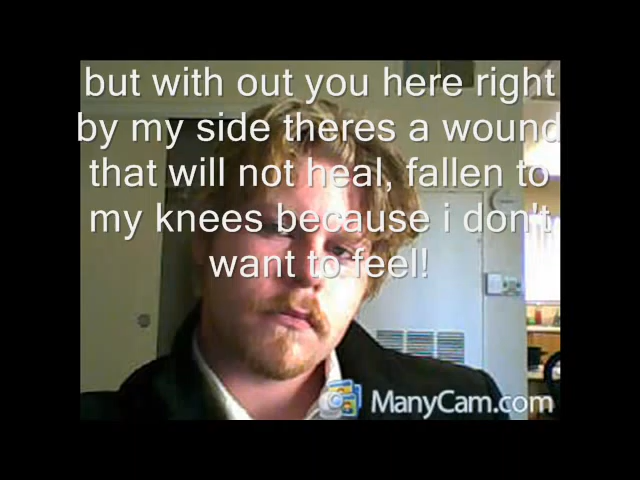 but with out you here right
by my side theres a wound
that will not heal, fallen to
my knees because i don't
want to feel!
ManyCam.com